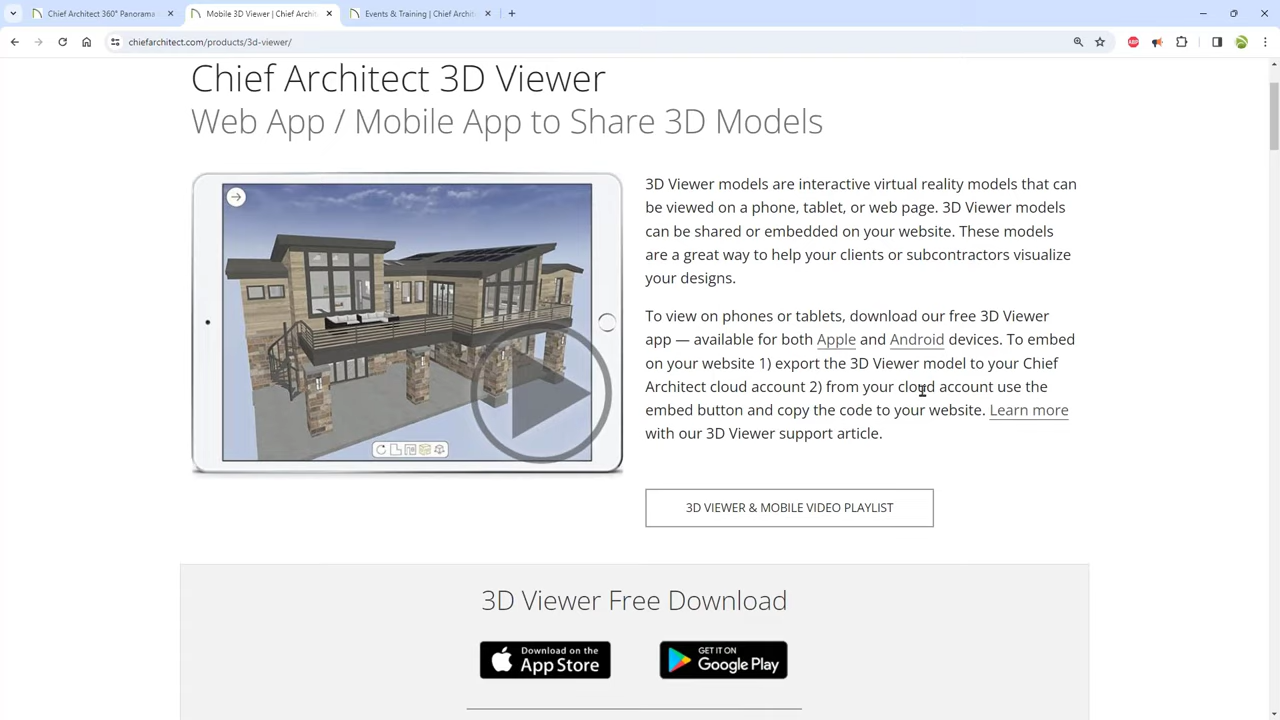 Chief Architect 360° Panorama
Mobile 3D Viewer | Chief Archit
Events & Training | Chief Archit
chiefarchitect.com/products/3d-viewer/
Chief Architect 3D Viewer
Web App / Mobile App to Share 3D Models
3D Viewer models are interactive virtual reality models that can
be viewed on a phone, tablet, or web page. 3D Viewer models
can be shared or embedded on your website. These models
are a great way to help your clients or subcontractors visualize
your designs.
To view on phones or tablets, download our free 3D Viewer
app — available for both Apple and Android devices. To embed
on your website 1) export the 3D Viewer model to your Chief
Architect cloud account 2) from your cloud account use the
embed button and copy the code to your website. Learn more
with our 3D Viewer support article.
3D VIEWER & MOBILE VIDEO PLAYLIST
3D Viewer Free Download
Download on the
App Store
GET IT ON
Google Play